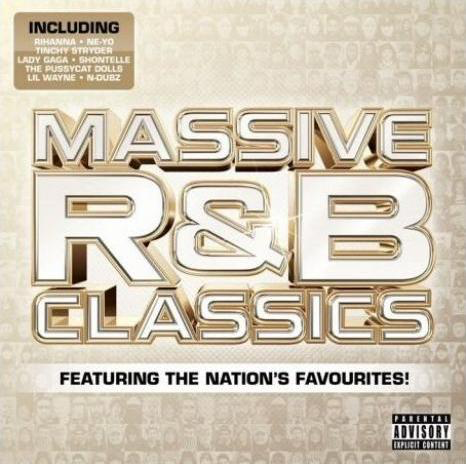 INCLUDING
RIHANNA • NE-YO
TINCHY STRYDER
LADY GAGA • SHONTELLE
THE PUSSYCAT DOLLS
LIL WAYNE • N-DUBZ
MASSIVE
R&B
CLASSICS
FEATURING THE NATION'S FAVOURITES!
PARENTAL
ADVISORY
EXPLICIT CONTENT